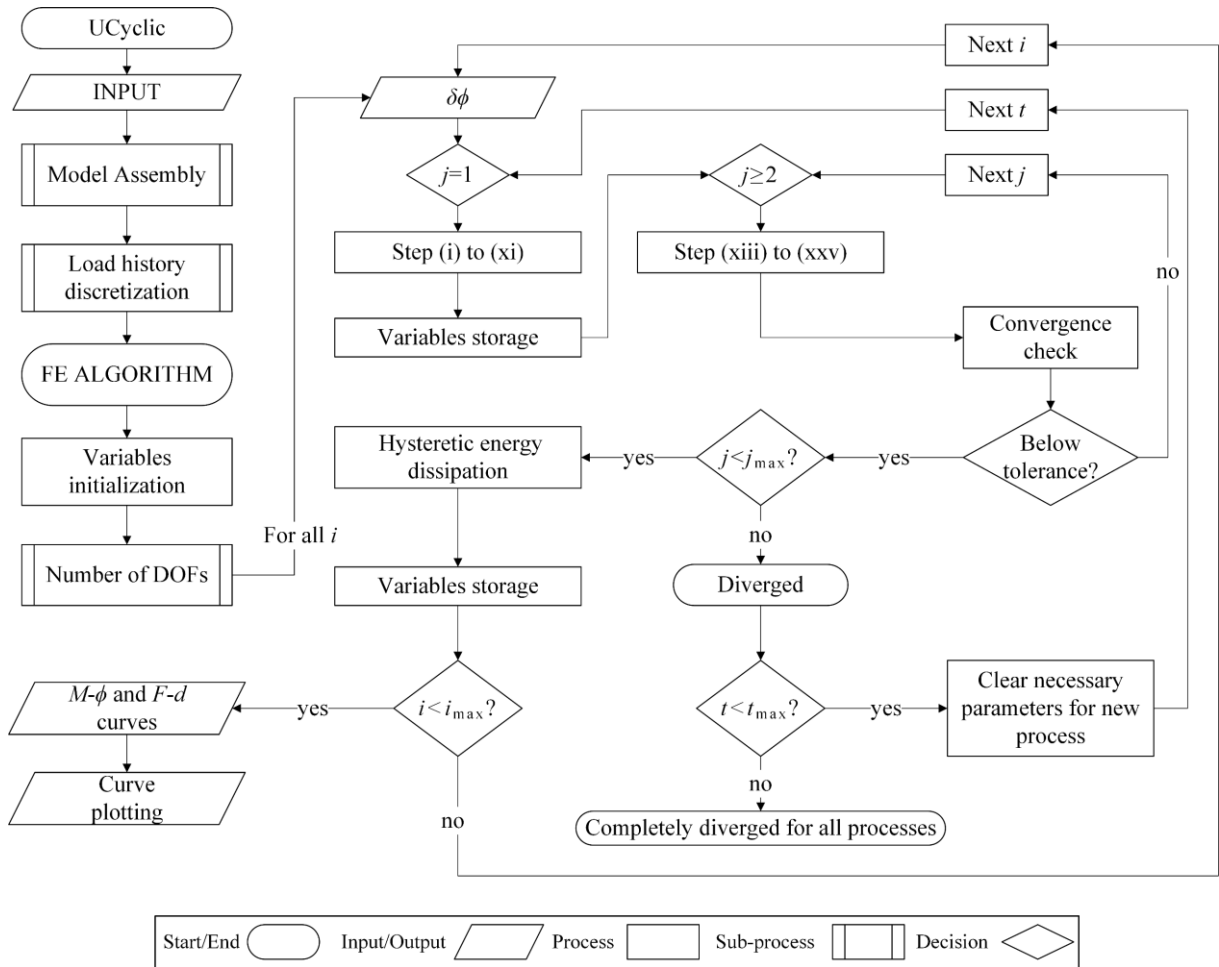 UCyclic
INPUT
Model Assembly
Load history
discretization
FE ALGORITHM
Variables
initialization
Number of DOFs
For all i
δϕ
j=1
Step (i) to (xi)
Variables storage
j≥2
Step (xiii) to (xxv)
Next i
Next t
Next j
no
Convergence
check
Below
tolerance?
yes
j<jmax?
yes
Hysteretic energy
dissipation
no
Variables storage
Diverged
i<imax?
yes
M-ϕ and F-d
curves
Curve
plotting
no
t<tmax?
yes
Clear necessary
parameters for new
process
no
Completely diverged for all processes
Start/End
Input/Output
Process
Sub-process
Decision